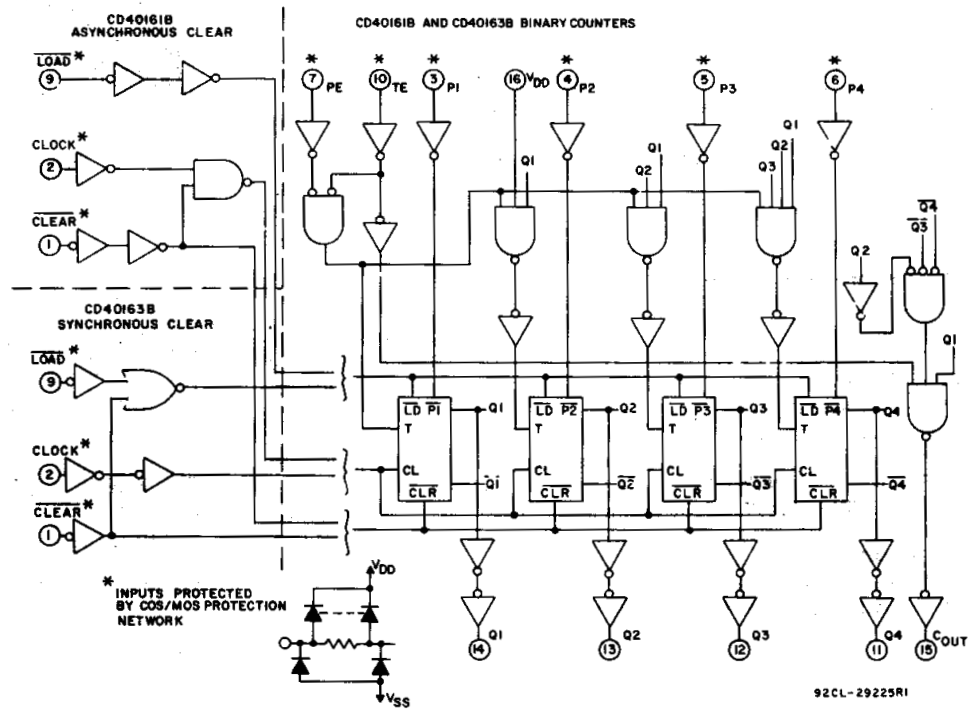 CD40161B
ASYNCHRONOUS CLEAR
CD40161B AND CD40163B BINARY COUNTERS
LOAD *
9
CLOCK *
2
CLEAR *
1
* * * * * *
7 PE 10 TE 3 P1 16 VDD 4 P2 5 P3 6 P4
Q1
Q1
Q2
Q1
Q2
Q3
Q4
Q3
Q2
Q1
CD40163B
SYNCHRONOUS CLEAR
LOAD *
9
CLOCK *
2
CLEAR *
1
LD P1 Q1 LD P2 Q2 LD P3 Q3 LD P4 Q4
T T T T
CL CL CL CL
CLR Q1 CLR Q2 CLR Q3 CLR Q4
* INPUTS PROTECTED
BY COS/MOS PROTECTION
NETWORK
VDD
VSS
Q1 Q2 Q3 Q4 COUT
14 13 12 11 15
92CL-29225R1